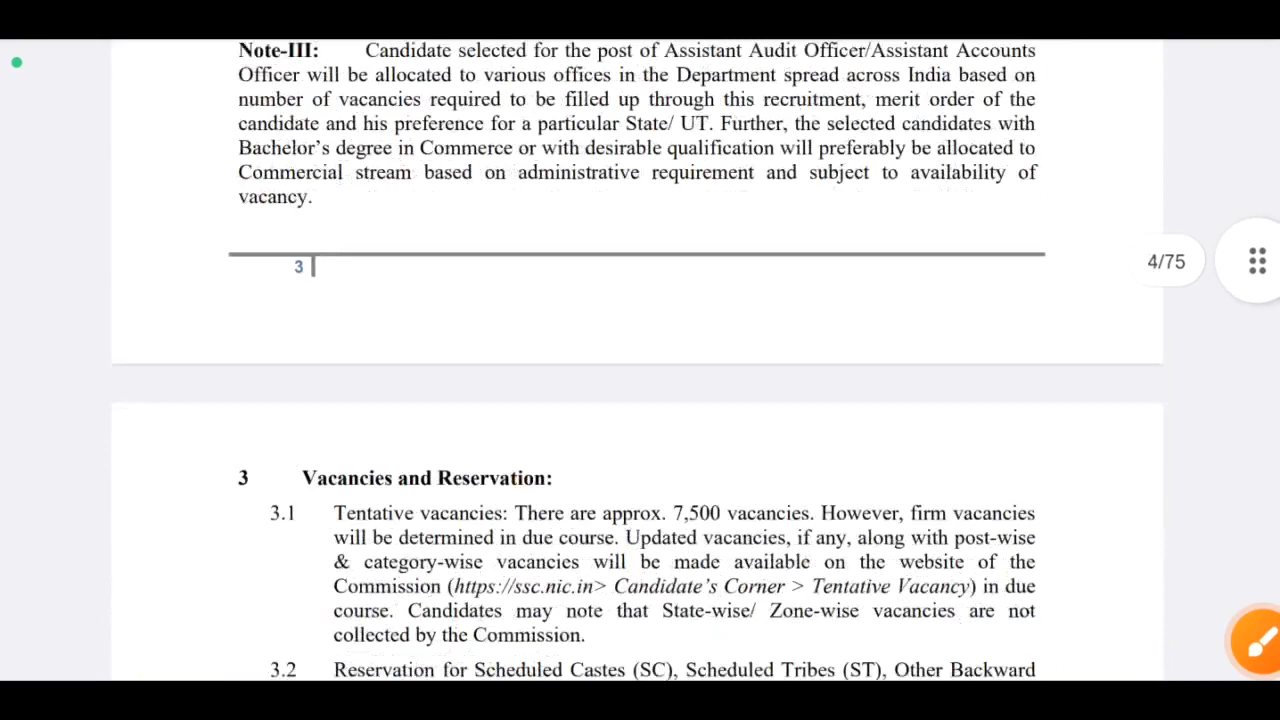 Note-III: Candidate selected for the post of Assistant Audit Officer/Assistant Accounts
Officer will be allocated to various offices in the Department spread across India based on
number of vacancies required to be filled up through this recruitment, merit order of the
candidate and his preference for a particular State/ UT. Further, the selected candidates with
Bachelor's degree in Commerce or with desirable qualification will preferably be allocated to
Commercial stream based on administrative requirement and subject to availability of
vacancy.
3
4/75
3 Vacancies and Reservation:
3.1 Tentative vacancies: There are approx. 7,500 vacancies. However, firm vacancies
will be determined in due course. Updated vacancies, if any, along with post-wise
& category-wise vacancies will be made available on the website of the
Commission (https://ssc.nic.in> Candidate's Corner > Tentative Vacancy) in due
course. Candidates may note that State-wise/ Zone-wise vacancies are not
collected by the Commission.
3.2 Reservation for Scheduled Castes (SC), Scheduled Tribes (ST), Other Backward